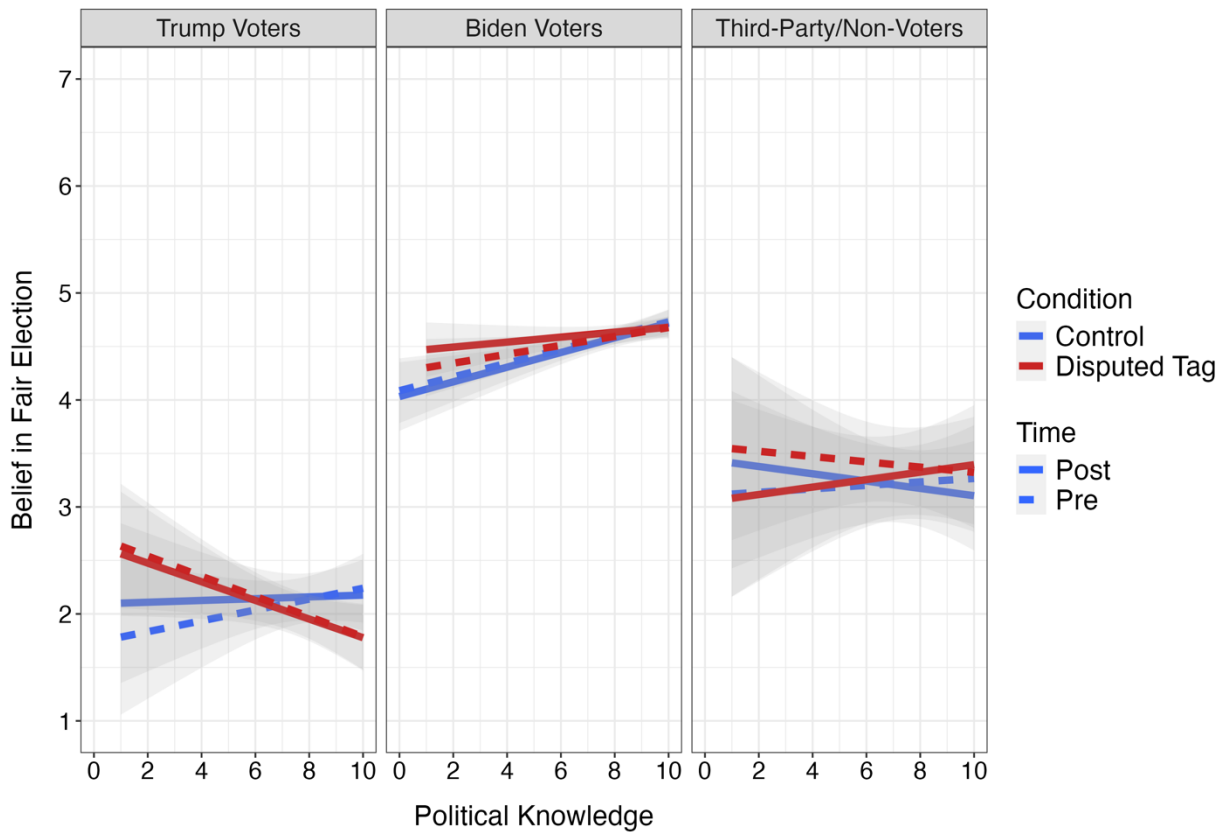 Trump Voters Biden Voters Third-Party/Non-Voters
7
6
5
4
3
2
1
Belief in Fair Election
0 2 4 6 8 10 0 2 4 6 8 10 0 2 4 6 8 10
Political Knowledge
Condition
Control
Disputed Tag
Time
Post
Pre